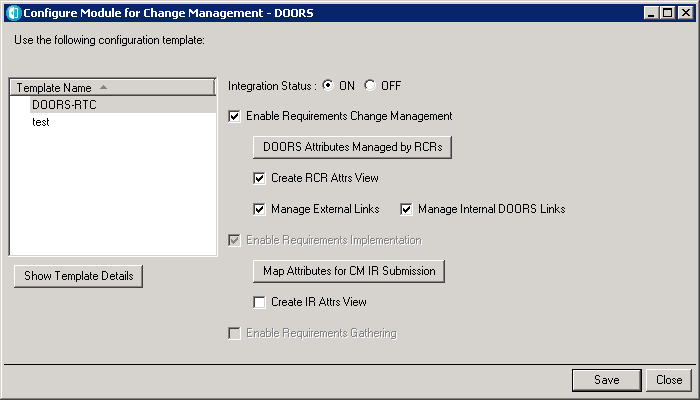 Configure Module for Change Management - DOORS
Use the following configuration template:
Template Name
DOORS-RTC
test
Show Template Details
Integration Status : ON OFF
Enable Requirements Change Management
DOORS Attributes Managed by RCRs
Create RCR Attrs View
Manage External Links Manage Internal DOORS Links
Enable Requirements Implementation
Map Attributes for CM IR Submission
Create IR Attrs View
Enable Requirements Gathering
Save Close